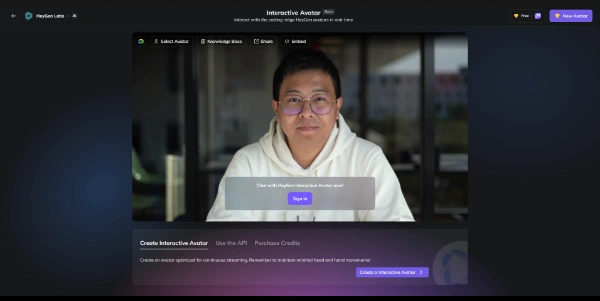 HeyGen Labs
Interactive Avatar Beta
Interact with the cutting-edge HeyGen avatars in real-time
Free
New Avatar
Select Avatar
Knowledge Base
Share
Embed
Chat with HeyGen Interactive Avatar now!
Sign in
Create Interactive Avatar
Use the API
Purchase Credits
Create an avatar optimized for continuous streaming. Remember to maintain minimal head and hand movements!
Create a Interactive Avatar